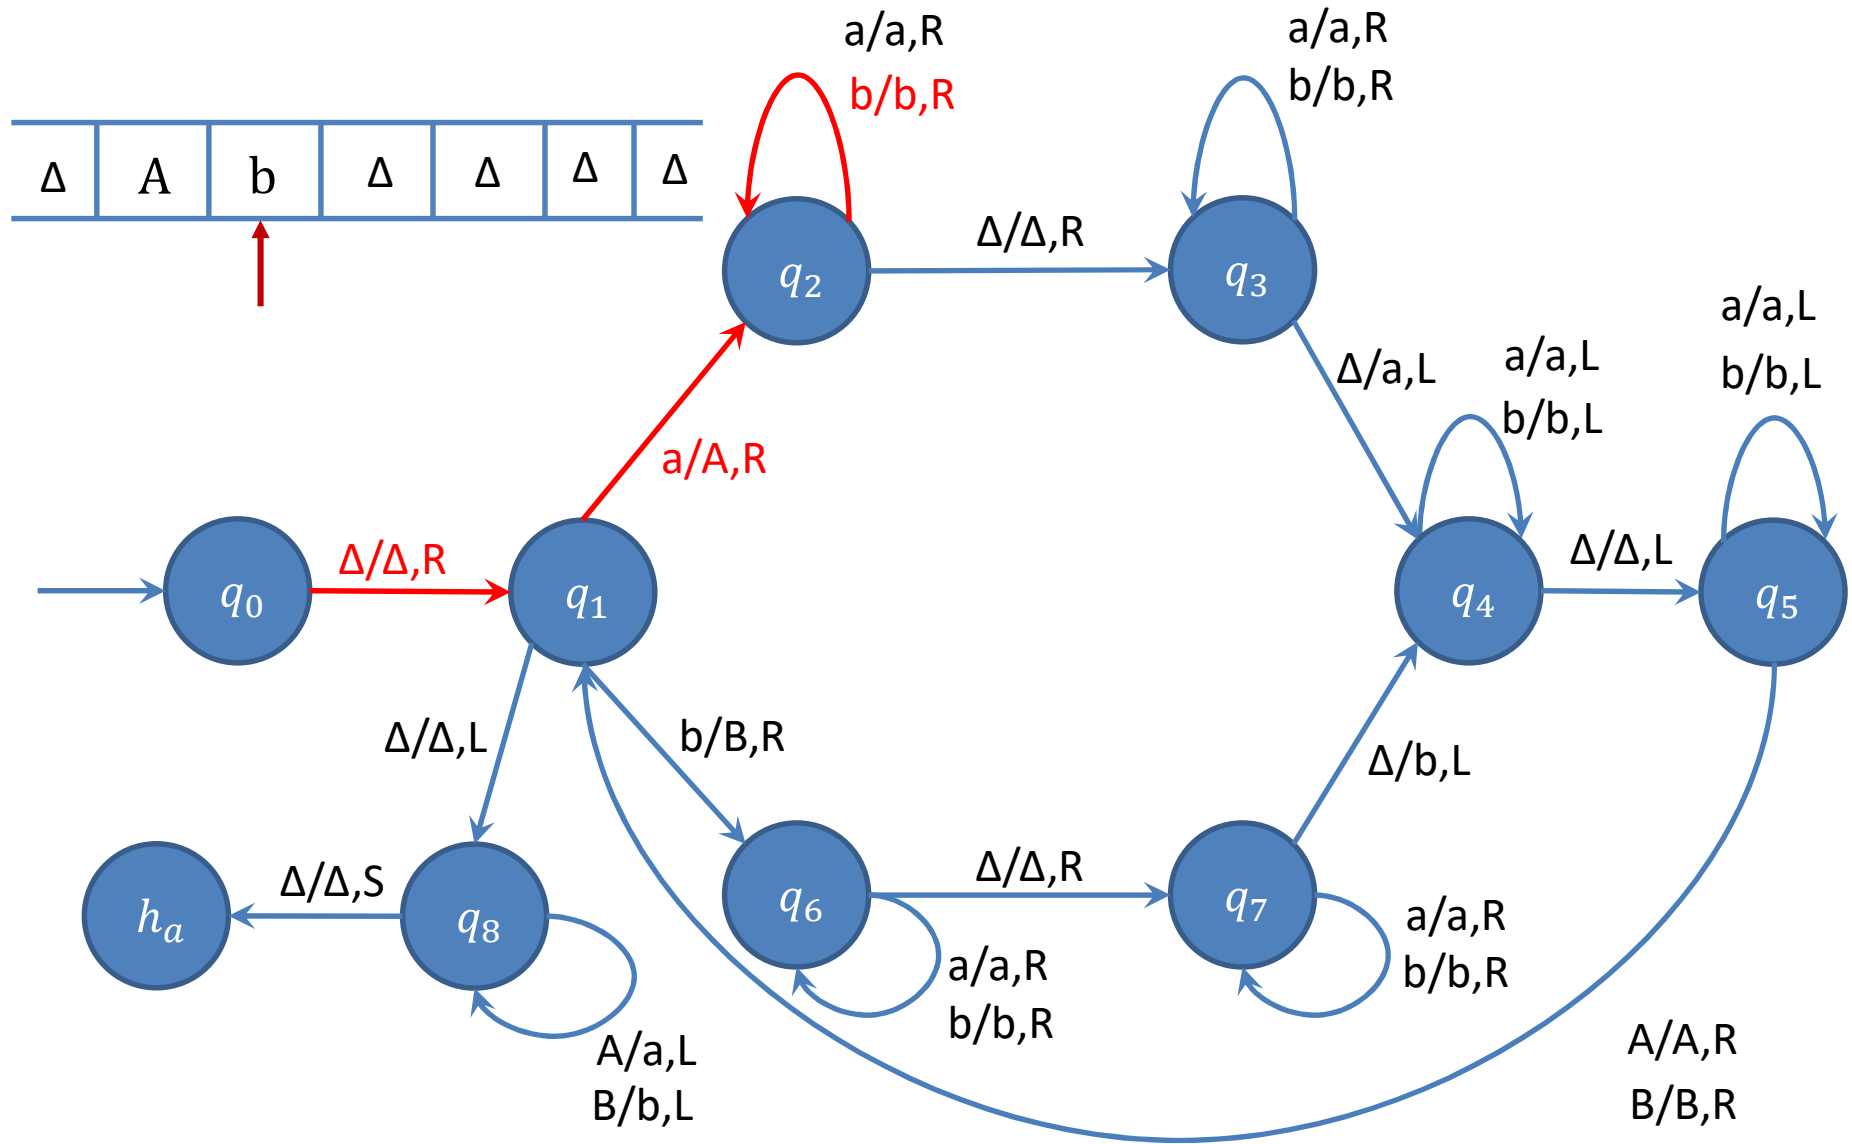 a/a,R
b/b,R
a/a,R
b/b,R
Δ A b Δ Δ Δ Δ
q2
Δ/Δ,R
q3
a/a,L
b/b,L
Δ/a,L
a/a,L
b/b,L
a/A,R
q0
Δ/Δ,R
q1
q4
Δ/Δ,L
q5
Δ/Δ,L
b/B,R
Δ/b,L
ha
Δ/Δ,S
q8
q6
Δ/Δ,R
q7
a/a,R
b/b,R
a/a,R
b/b,R
A/a,L
B/b,L
A/A,R
B/B,R